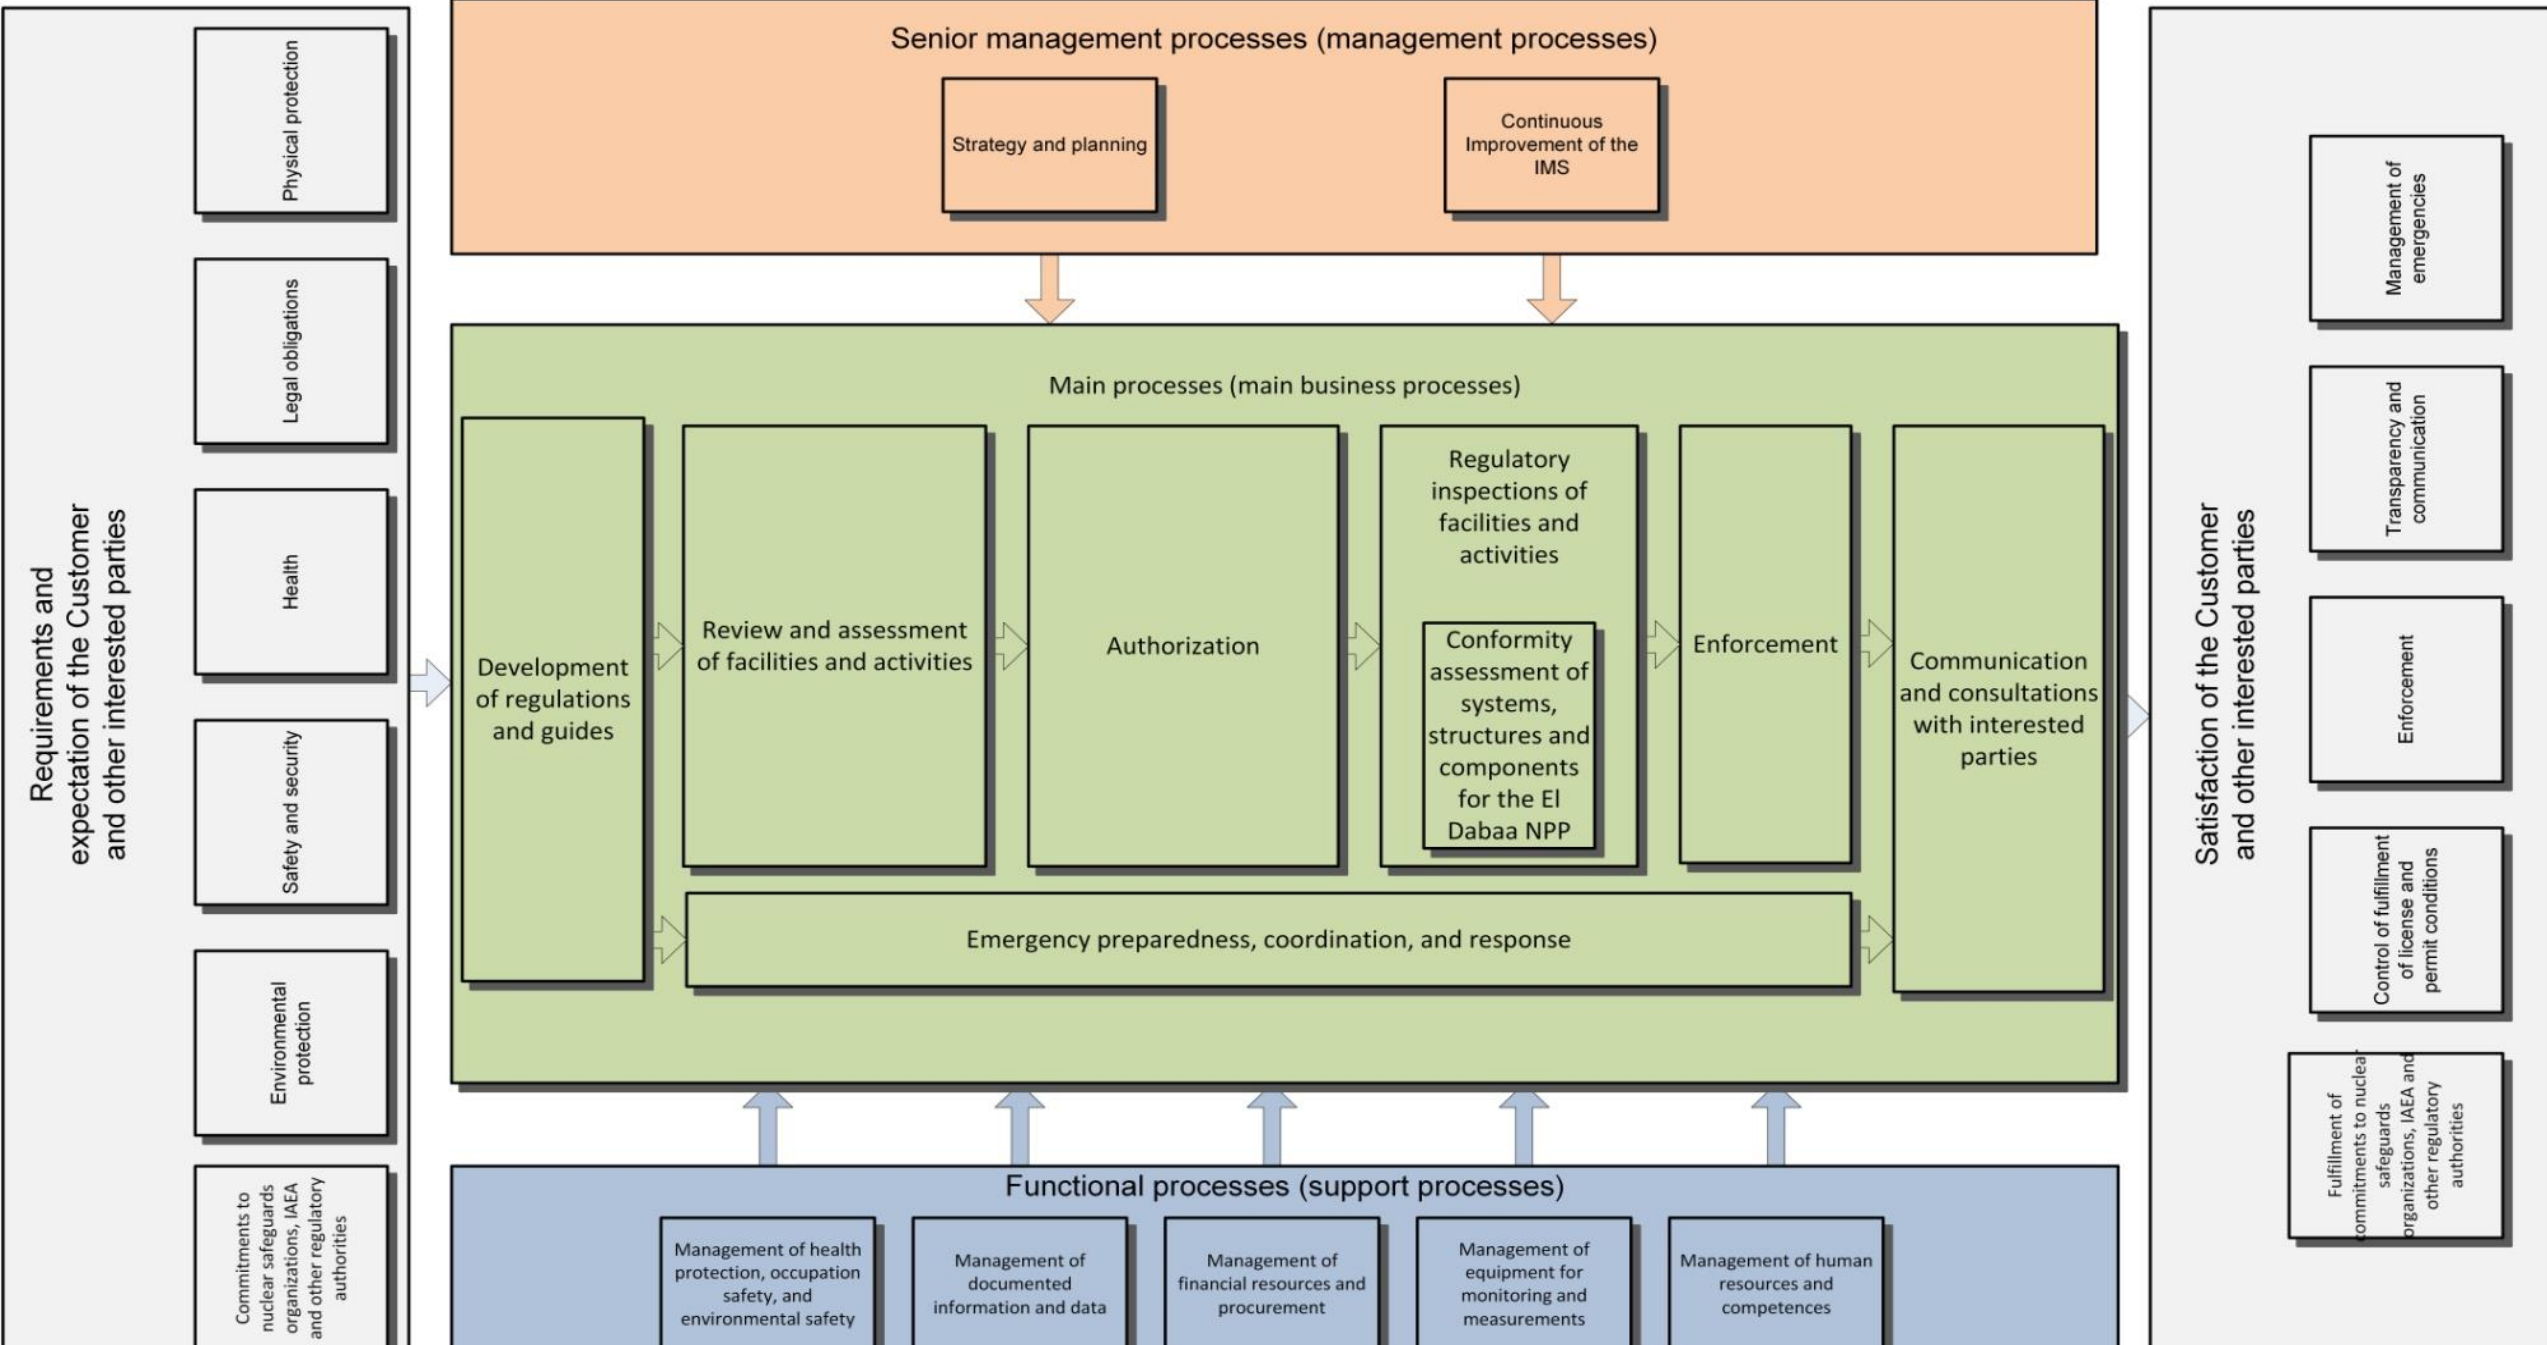 Requirements and
expectation of the Customer
and other interested parties
Physical protection
Legal obligations
Health
Safety and security
Environmental
protection
Commitments to
nuclear safeguards
organizations, IAEA
and other regulatory
authorities
Senior management processes (management processes)
Strategy and planning
Continuous
Improvement of the
IMS
Main processes (main business processes)
Development
of regulations
and guides
Review and assessment
of facilities and activities
Authorization
Regulatory
inspections of
facilities and
activities
Conformity
assessment of
systems,
structures and
components
for the El
Dabaa NPP
Enforcement
Communication
and consultations
with interested
parties
Emergency preparedness, coordination, and response
Functional processes (support processes)
Management of health
protection, occupation
safety, and
environmental safety
Management of
documented
information and data
Management of
financial resources and
procurement
Management of
equipment for
monitoring and
measurements
Management of human
resources and
competences
Satisfaction of the Customer
and other interested parties
Management of
emergencies
Transparency and
communication
Enforcement
Control of fulfillment
of license and
permit conditions
Fulfillment of
commitments to nuclear
safeguards
organizations, IAEA and
other regulatory
authorities